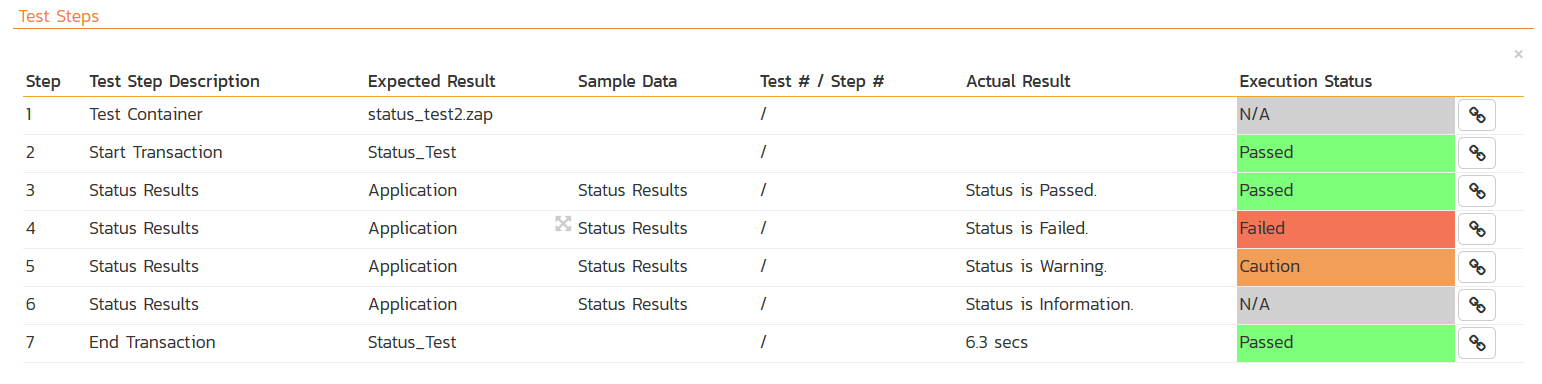 Test Steps
×
Step Test Step Description Expected Result Sample Data Test # / Step # Actual Result Execution Status
1 Test Container status_test2.zap / N/A
2 Start Transaction Status_Test / Passed
3 Status Results Application Status Results / Status is Passed. Passed
4 Status Results Application Status Results / Status is Failed. Failed
5 Status Results Application Status Results / Status is Warning. Caution
6 Status Results Application Status Results / Status is Information. N/A
7 End Transaction Status_Test / 6.3 secs Passed